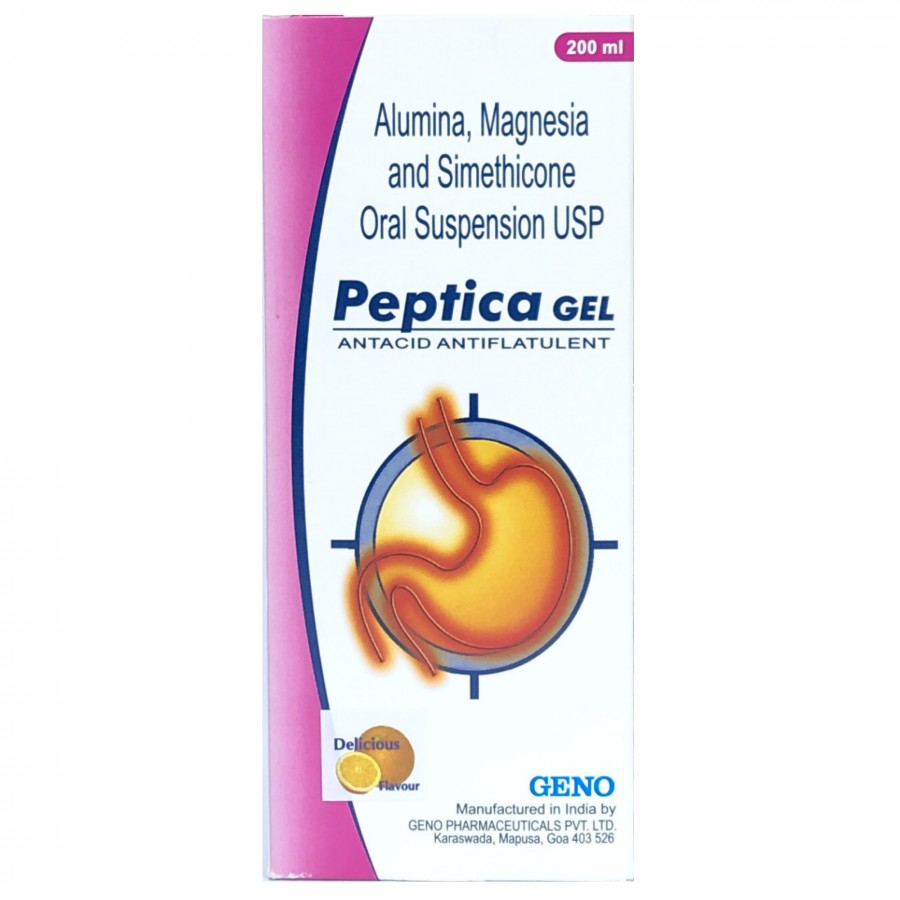 200 ml
Alumina, Magnesia
and Simethicone
Oral Suspension USP
Peptica GEL
ANTACID ANTIFLATULENT
Delicious
Flavour
GENO
Manufactured in India by
GENO PHARMACEUTICALS PVT. LTD.
Karaswada, Mapusa, Goa 403 526